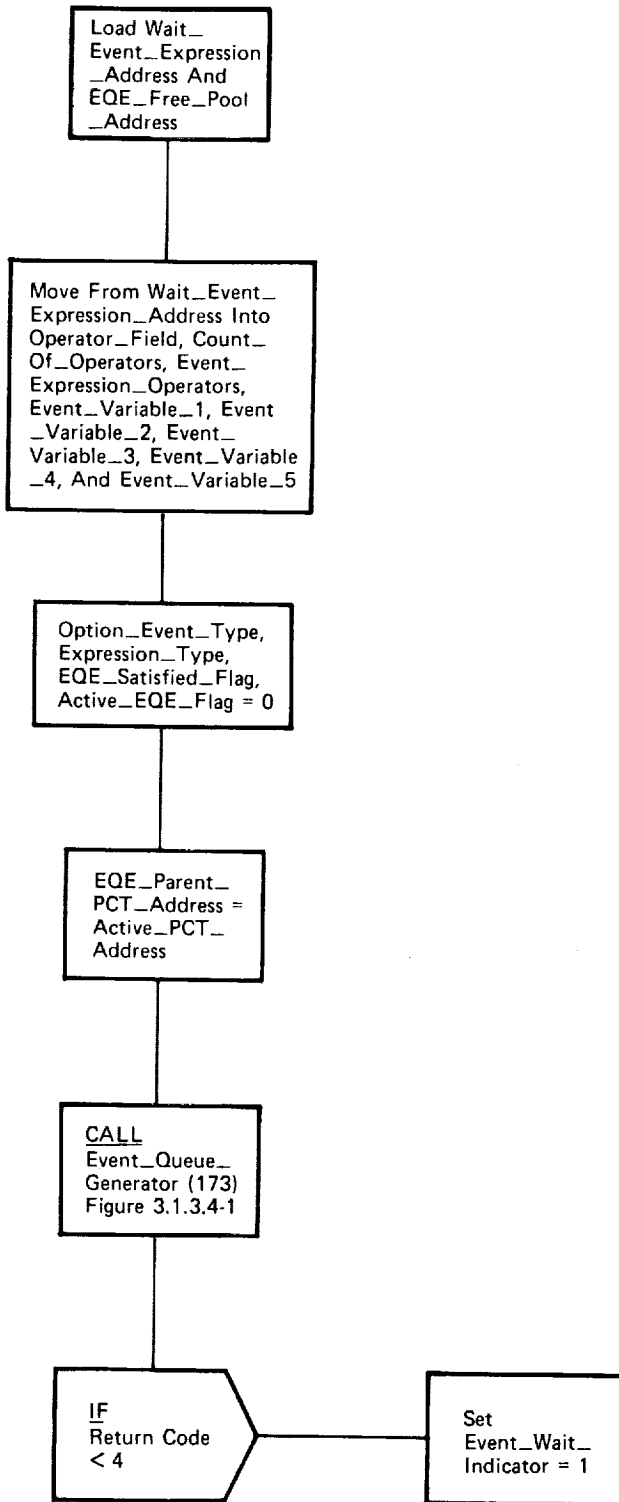 Load Wait_
Event_Expression
_Address And
EQE_Free_Pool
_Address
Move From Wait_Event_
Expression_Address Into
Operator_Field, Count_
Of_Operators, Event_
Expression_Operators,
Event_Variable_1, Event
_Variable_2, Event_
Variable_3, Event_Variable
_4, And Event_Variable_5
Option_Event_Type,
Expression_Type,
EQE_Satisfied_Flag,
Active_EQE_Flag = 0
EQE_Parent_
PCT_Address =
Active_PCT_
Address
CALL
Event_Queue_
Generator (173)
Figure 3.1.3.4-1
IF
Return Code
< 4
Set
Event_Wait_
Indicator = 1